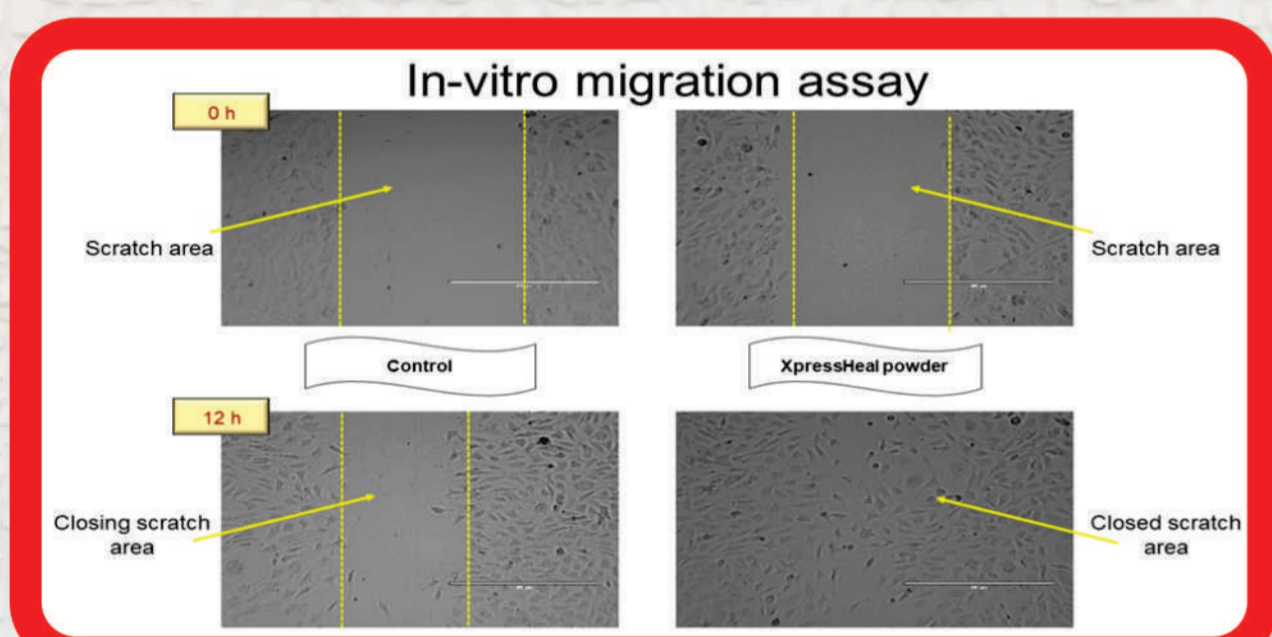 In-vitro migration assay
0 h
Scratch area
Scratch area
Control
XpressHeal powder
12 h
Closing scratch
area
Closed scratch
area